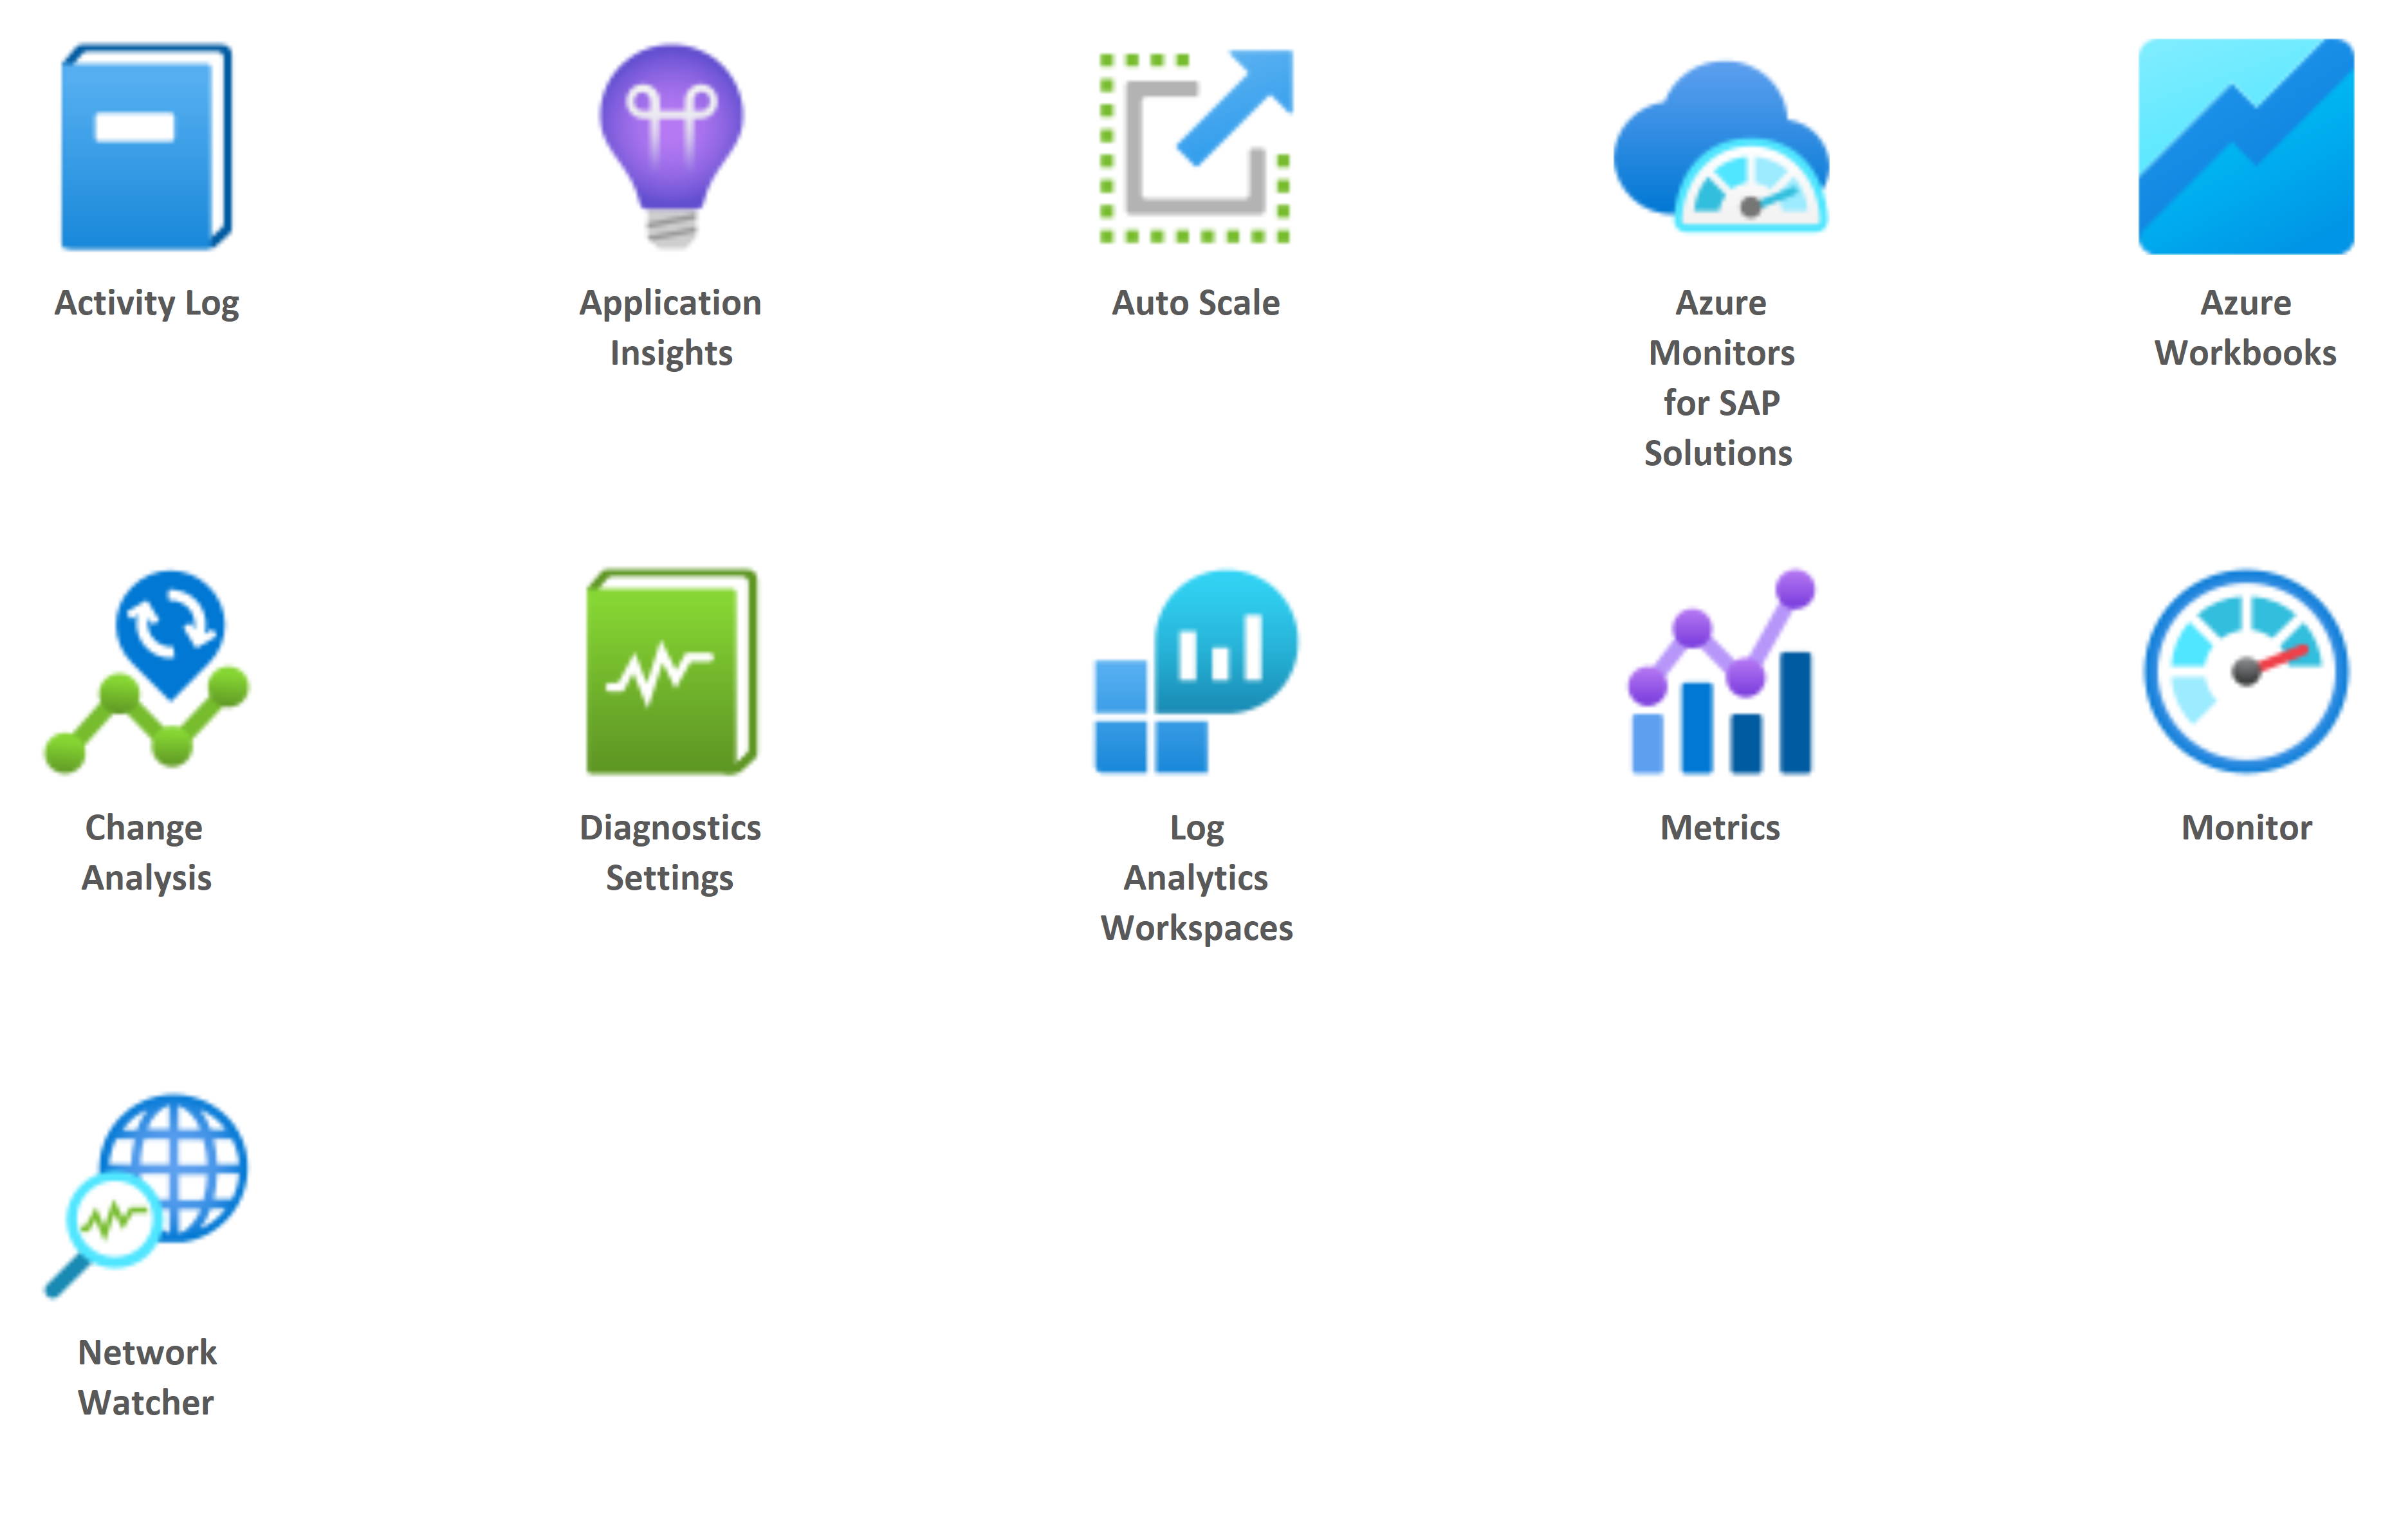 Activity Log
Application
Insights
Auto Scale
Azure
Monitors
for SAP
Solutions
Azure
Workbooks
Change
Analysis
Diagnostics
Settings
Log
Analytics
Workspaces
Metrics
Monitor
Network
Watcher